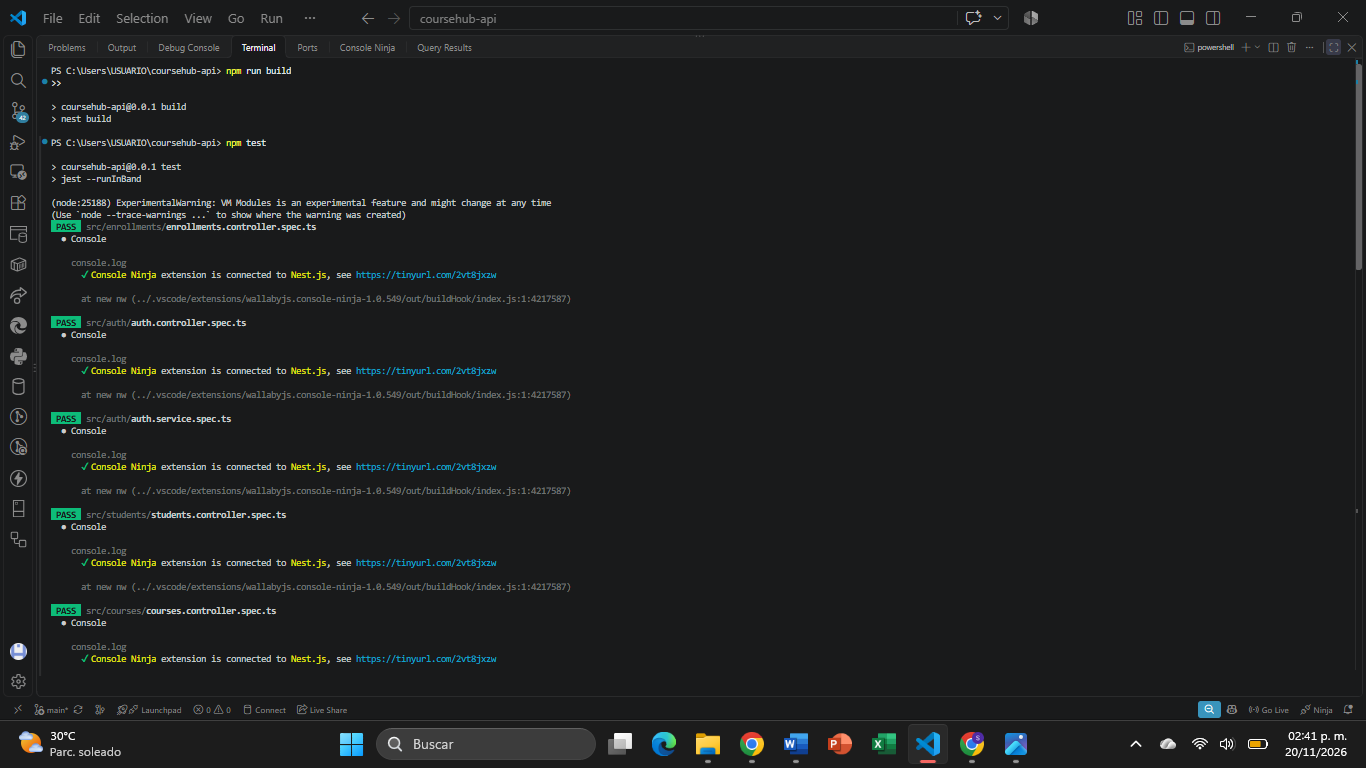 File Edit Selection View Go Run ··· coursehub-api
Problems Output Debug Console Terminal Ports Console Ninja Query Results powershell
PS C:\Users\USUARIO\coursehub-api> npm run build
>>
> coursehub-api@0.0.1 build
> nest build
PS C:\Users\USUARIO\coursehub-api> npm test
> coursehub-api@0.0.1 test
> jest --runInBand
(node:25188) ExperimentalWarning: VM Modules is an experimental feature and might change at any time
(Use `node --trace-warnings ...` to show where the warning was created)
PASS src/enrollments/enrollments.controller.spec.ts
● Console
console.log
✓ Console Ninja extension is connected to Nest.js, see https://tinyurl.com/2vt8jxzw
at new nw (../.vscode/extensions/wallabyjs.console-ninja-1.0.549/out/buildHook/index.js:1:4217587)
PASS src/auth/auth.controller.spec.ts
● Console
console.log
✓ Console Ninja extension is connected to Nest.js, see https://tinyurl.com/2vt8jxzw
at new nw (../.vscode/extensions/wallabyjs.console-ninja-1.0.549/out/buildHook/index.js:1:4217587)
PASS src/auth/auth.service.spec.ts
● Console
console.log
✓ Console Ninja extension is connected to Nest.js, see https://tinyurl.com/2vt8jxzw
at new nw (../.vscode/extensions/wallabyjs.console-ninja-1.0.549/out/buildHook/index.js:1:4217587)
PASS src/students/students.controller.spec.ts
● Console
console.log
✓ Console Ninja extension is connected to Nest.js, see https://tinyurl.com/2vt8jxzw
at new nw (../.vscode/extensions/wallabyjs.console-ninja-1.0.549/out/buildHook/index.js:1:4217587)
PASS src/courses/courses.controller.spec.ts
● Console
console.log
✓ Console Ninja extension is connected to Nest.js, see https://tinyurl.com/2vt8jxzw
42
main* Launchpad 0 0 Connect Live Share Go Live Ninja
30°C
Parc. soleado
Buscar
02:41 p. m.
20/11/2026